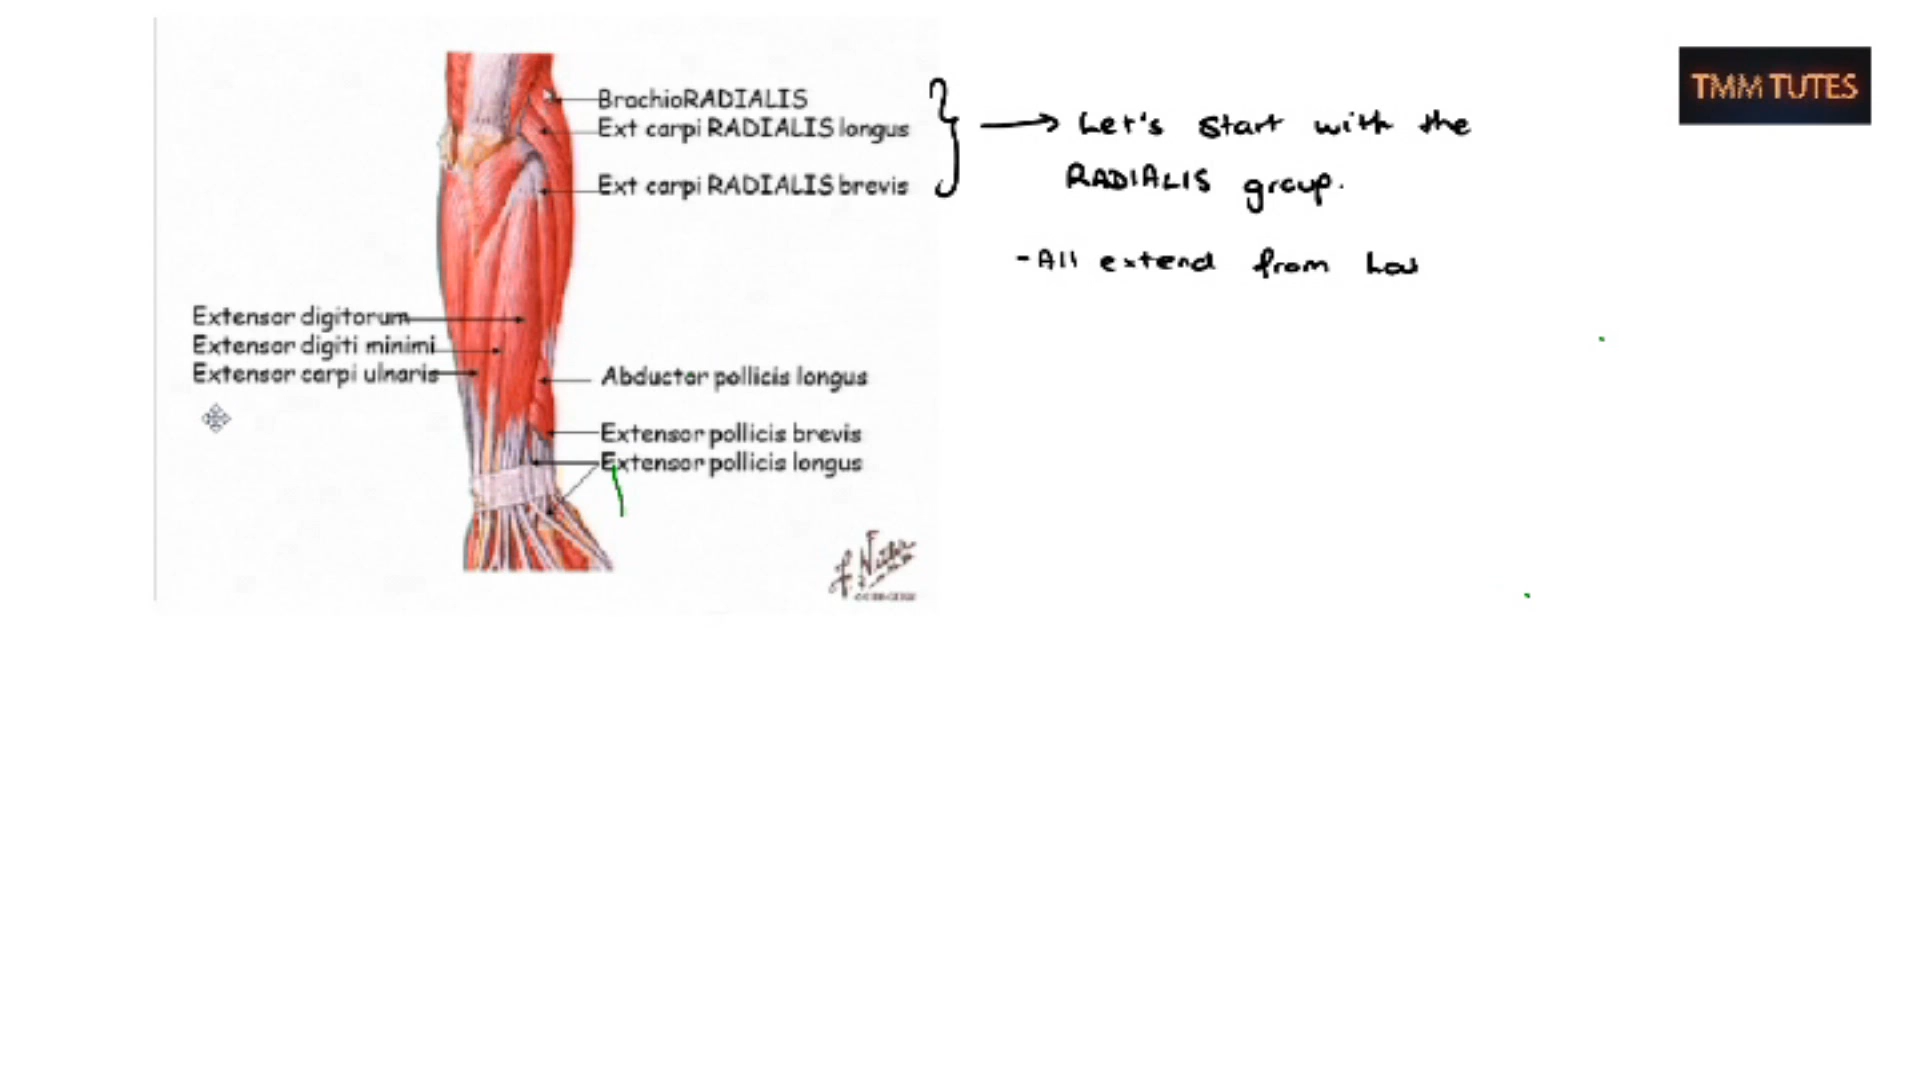 TMM TUTES
BrachioRADIALIS
Ext carpi RADIALIS longus
Ext carpi RADIALIS brevis
Let's start with the
RADIALIS group.
- All extend from
Extensor digitorum
Extensor digiti minimi
Extensor carpi ulnaris
Abductor pollicis longus
Extensor pollicis brevis
Extensor pollicis longus